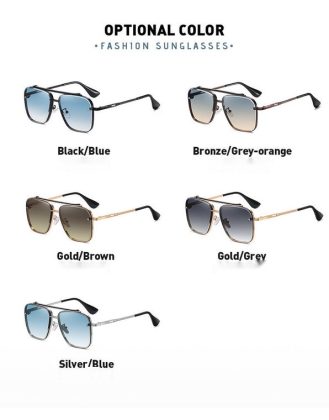 OPTIONAL COLOR
•FASHION SUNGLASSES•
Black/Blue
Bronze/Grey-orange
Gold/Brown
Gold/Grey
Silver/Blue